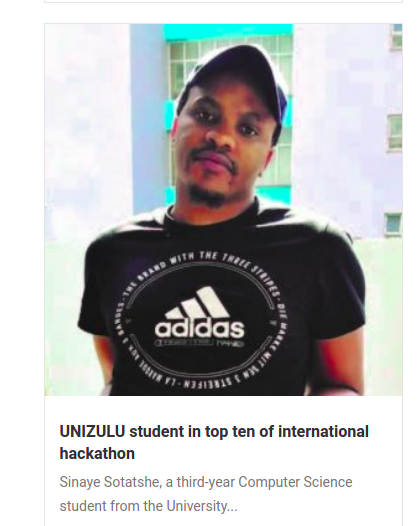 THE BRAND WITH THE THREE STRIPES · DIE MARKE MIT DEN 3 STREIFEN · LA MARQUE AUX 3 BANDES ·
adidas
UNIZULU student in top ten of international
hackathon
Sinaye Sotatshe, a third-year Computer Science
student from the University...